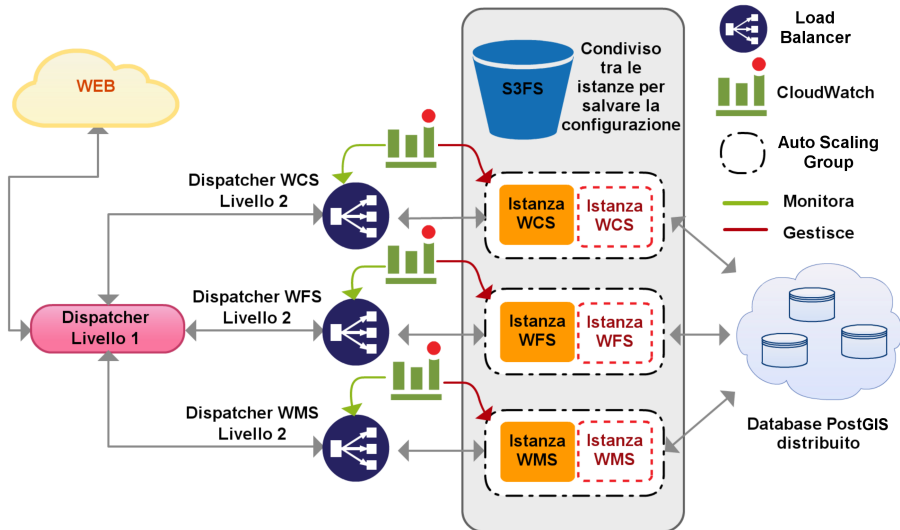 WEB
Dispatcher
Livello 1
Dispatcher WCS
Livello 2
Dispatcher WFS
Livello 2
Dispatcher WMS
Livello 2
S3FS
Condiviso
tra le
istanze per
salvare la
configurazione
Istanza
WCS
Istanza
WCS
Istanza
WFS
Istanza
WFS
Istanza
WMS
Istanza
WMS
Load
Balancer
CloudWatch
Auto Scaling
Group
Monitora
Gestisce
Database PostGIS
distribuito